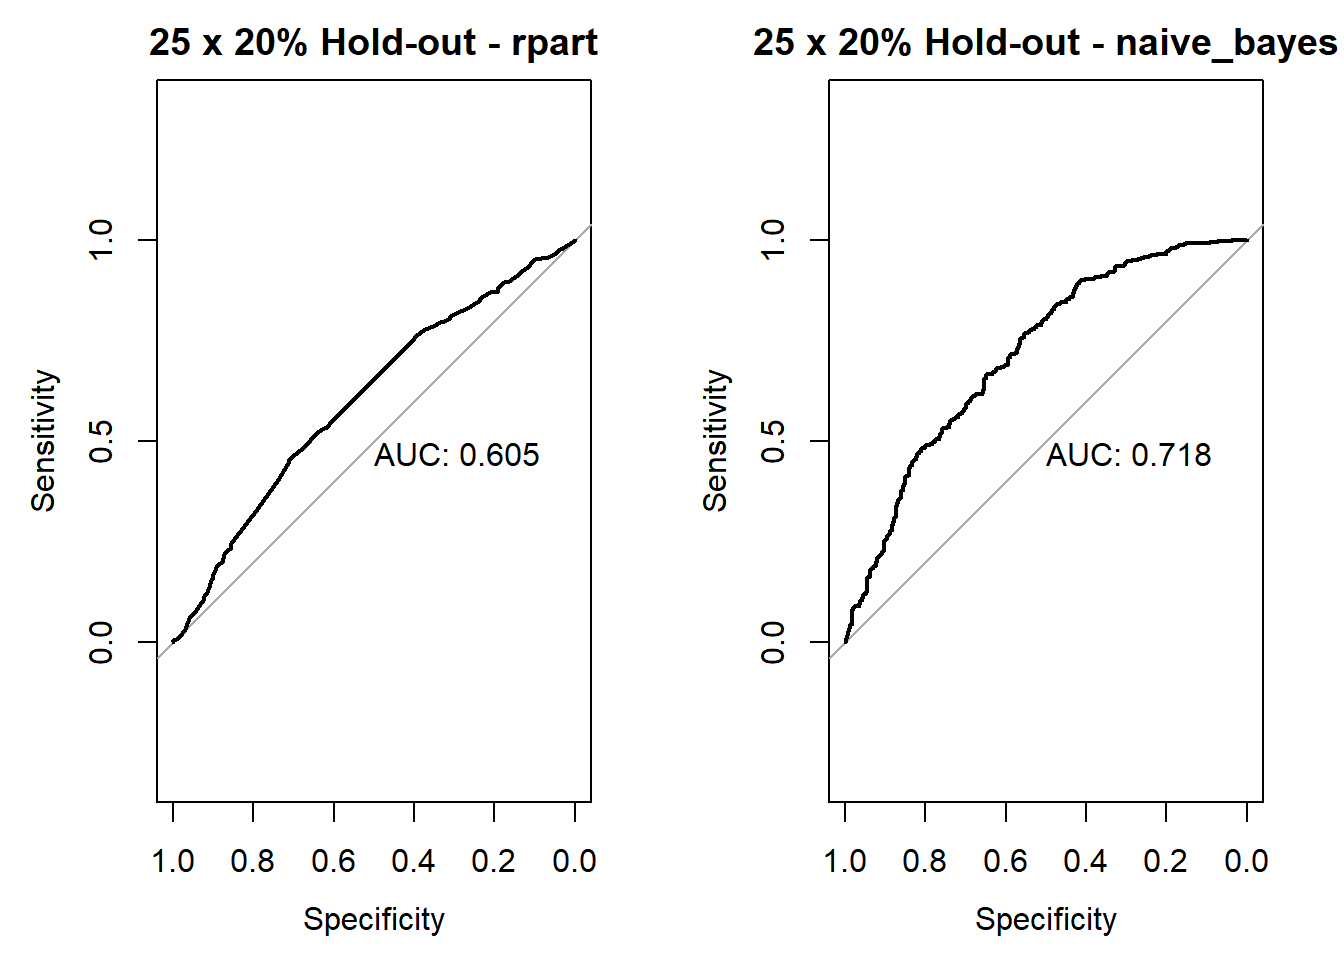 25 x 20% Hold-out - rpart
Sensitivity
1.0
0.5
0.0
AUC: 0.605
1.0 0.8 0.6 0.4 0.2 0.0
Specificity
25 x 20% Hold-out - naive_bayes
Sensitivity
1.0
0.5
0.0
AUC: 0.718
1.0 0.8 0.6 0.4 0.2 0.0
Specificity